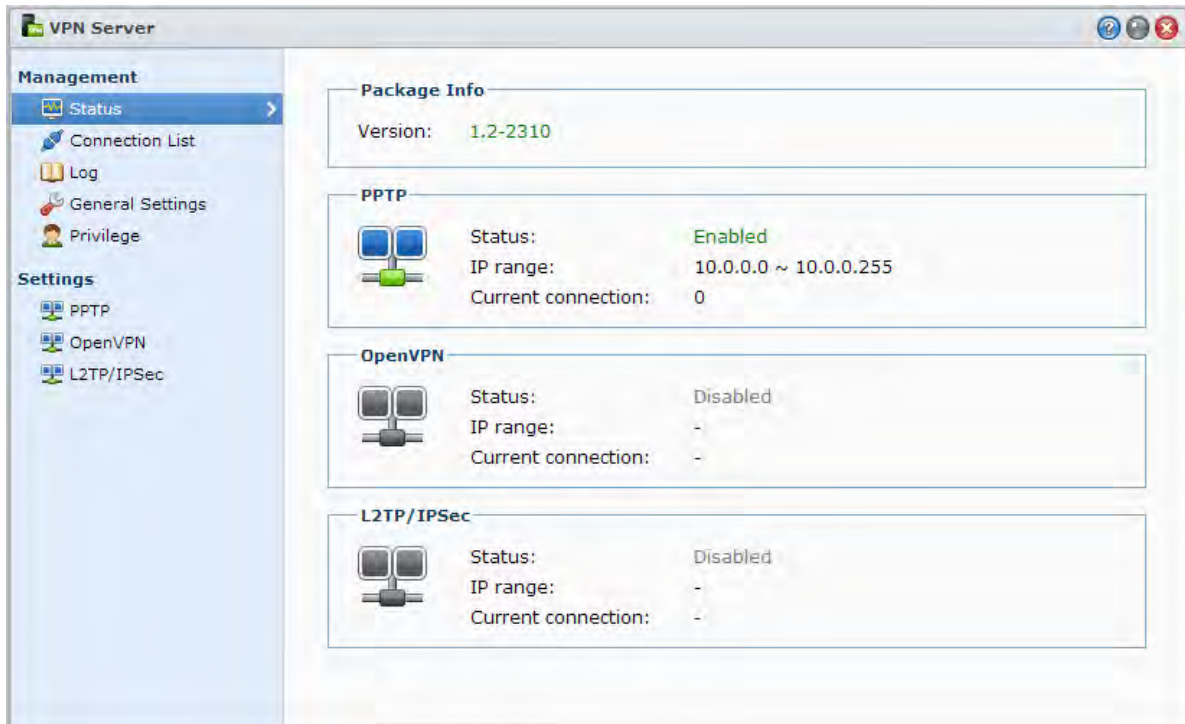 VPN Server
Management
Status
Connection List
Log
General Settings
Privilege
Settings
PPTP
OpenVPN
L2TP/IPSec
Package Info
Version: 1.2-2310
PPTP
Status: Enabled
IP range: 10.0.0.0 ~ 10.0.0.255
Current connection: 0
OpenVPN
Status: Disabled
IP range: -
Current connection: -
L2TP/IPSec
Status: Disabled
IP range: -
Current connection: -